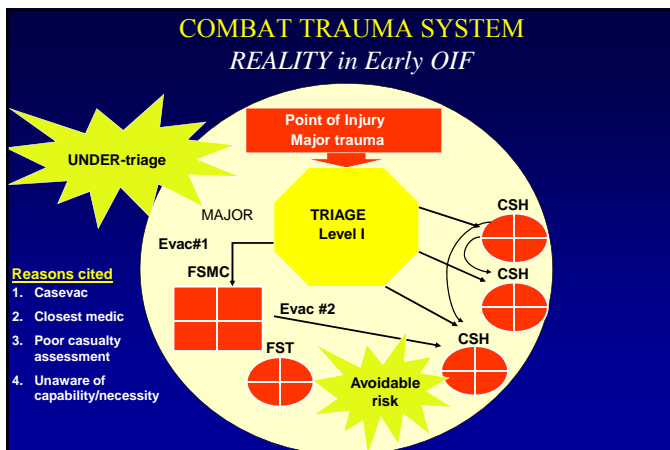 COMBAT TRAUMA SYSTEM
REALITY in Early OIF
Point of Injury
Major trauma
UNDER-triage
TRIAGE
Level I
MAJOR
Evac#1
FSMC
Evac #2
FST
CSH
CSH
CSH
Avoidable
risk
Reasons cited
1. Casevac
2. Closest medic
3. Poor casualty
assessment
4. Unaware of
capability/necessity